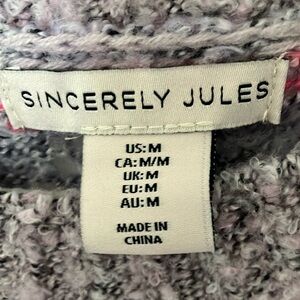 SINCERELY JULES
US: M
CA: M/M
UK: M
EU: M
AU: M
MADE IN
CHINA